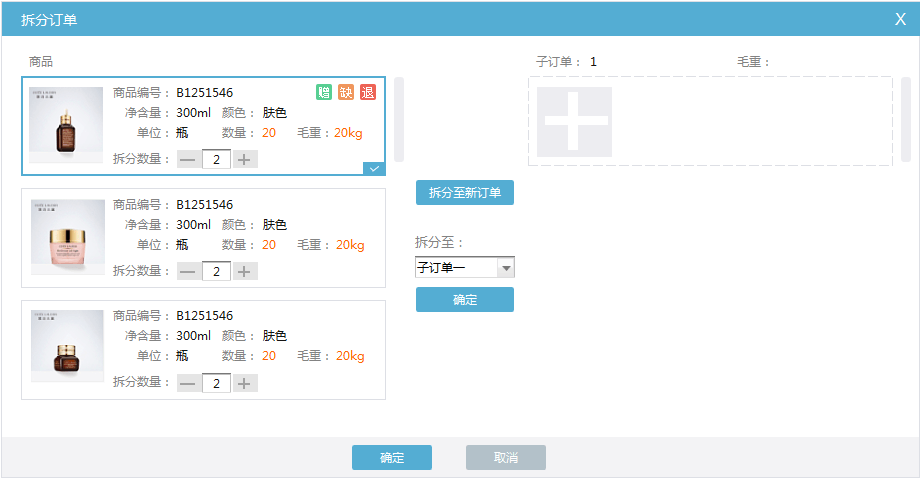 拆分订单 X
商品
商品编号： B1251546 赠 缺 退
净含量： 300ml 颜色： 肤色
单位： 瓶 数量： 20 毛重：20kg
拆分数量： — 2 +
商品编号： B1251546
净含量： 300ml 颜色： 肤色
单位： 瓶 数量： 20 毛重： 20kg
拆分数量： — 2 +
商品编号： B1251546
净含量： 300ml 颜色： 肤色
单位： 瓶 数量： 20 毛重： 20kg
拆分数量： — 2 +
拆分至新订单
拆分至：
子订单一
确定
子订单： 1 毛重：
确定 取消